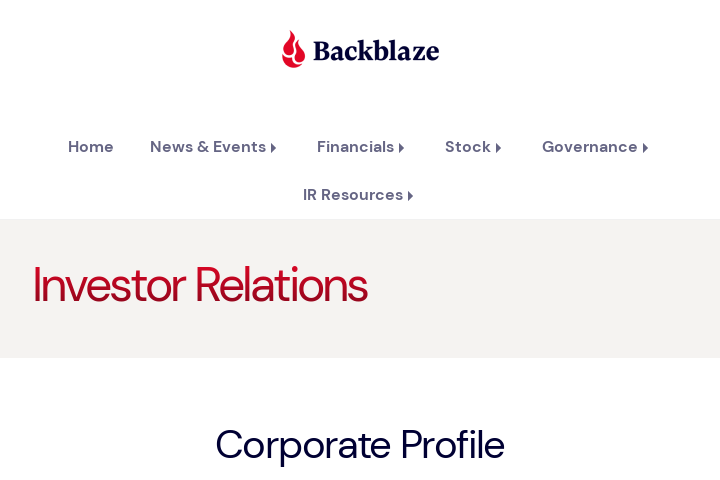 Backblaze
Home News & Events Financials Stock Governance
IR Resources
Investor Relations
Corporate Profile